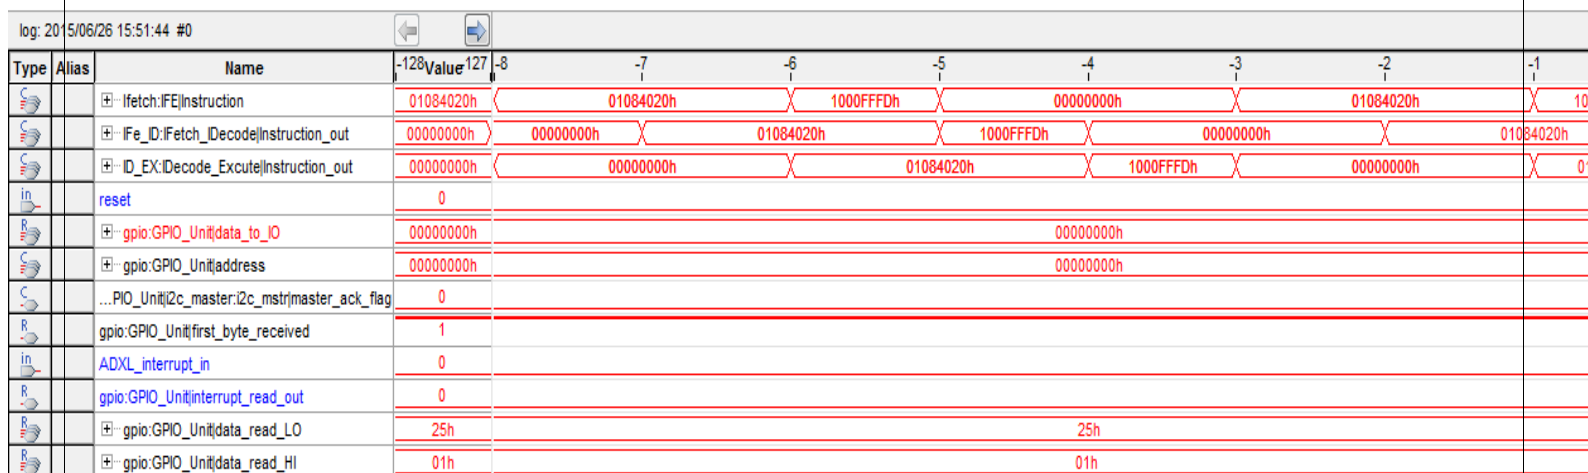 log: 2015/06/26 15:51:44 #0
Type Alias Name -128 Value 127 -8 -7 -6 -5 -4 -3 -2 -1
C Ifetch:IFE|Instruction 01084020h 01084020h 1000FFFDh 00000000h 01084020h 10
C IFe_ID:IFetch_IDecode|Instruction_out 00000000h 00000000h 01084020h 1000FFFDh 00000000h 01084020h
C ID_EX:IDecode_Excute|Instruction_out 00000000h 00000000h 01084020h 1000FFFDh 00000000h 0
in reset 0
R gpio:GPIO_Unit|data_to_IO 00000000h 00000000h
C gpio:GPIO_Unit|address 00000000h 00000000h
C ...PIO_Unit|i2c_master:i2c_mstr|master_ack_flag 0
R gpio:GPIO_Unit|first_byte_received 1
in ADXL_interrupt_in 0
R gpio:GPIO_Unit|interrupt_read_out 0
R gpio:GPIO_Unit|data_read_LO 25h 25h
R gpio:GPIO_Unit|data_read_HI 01h 01h